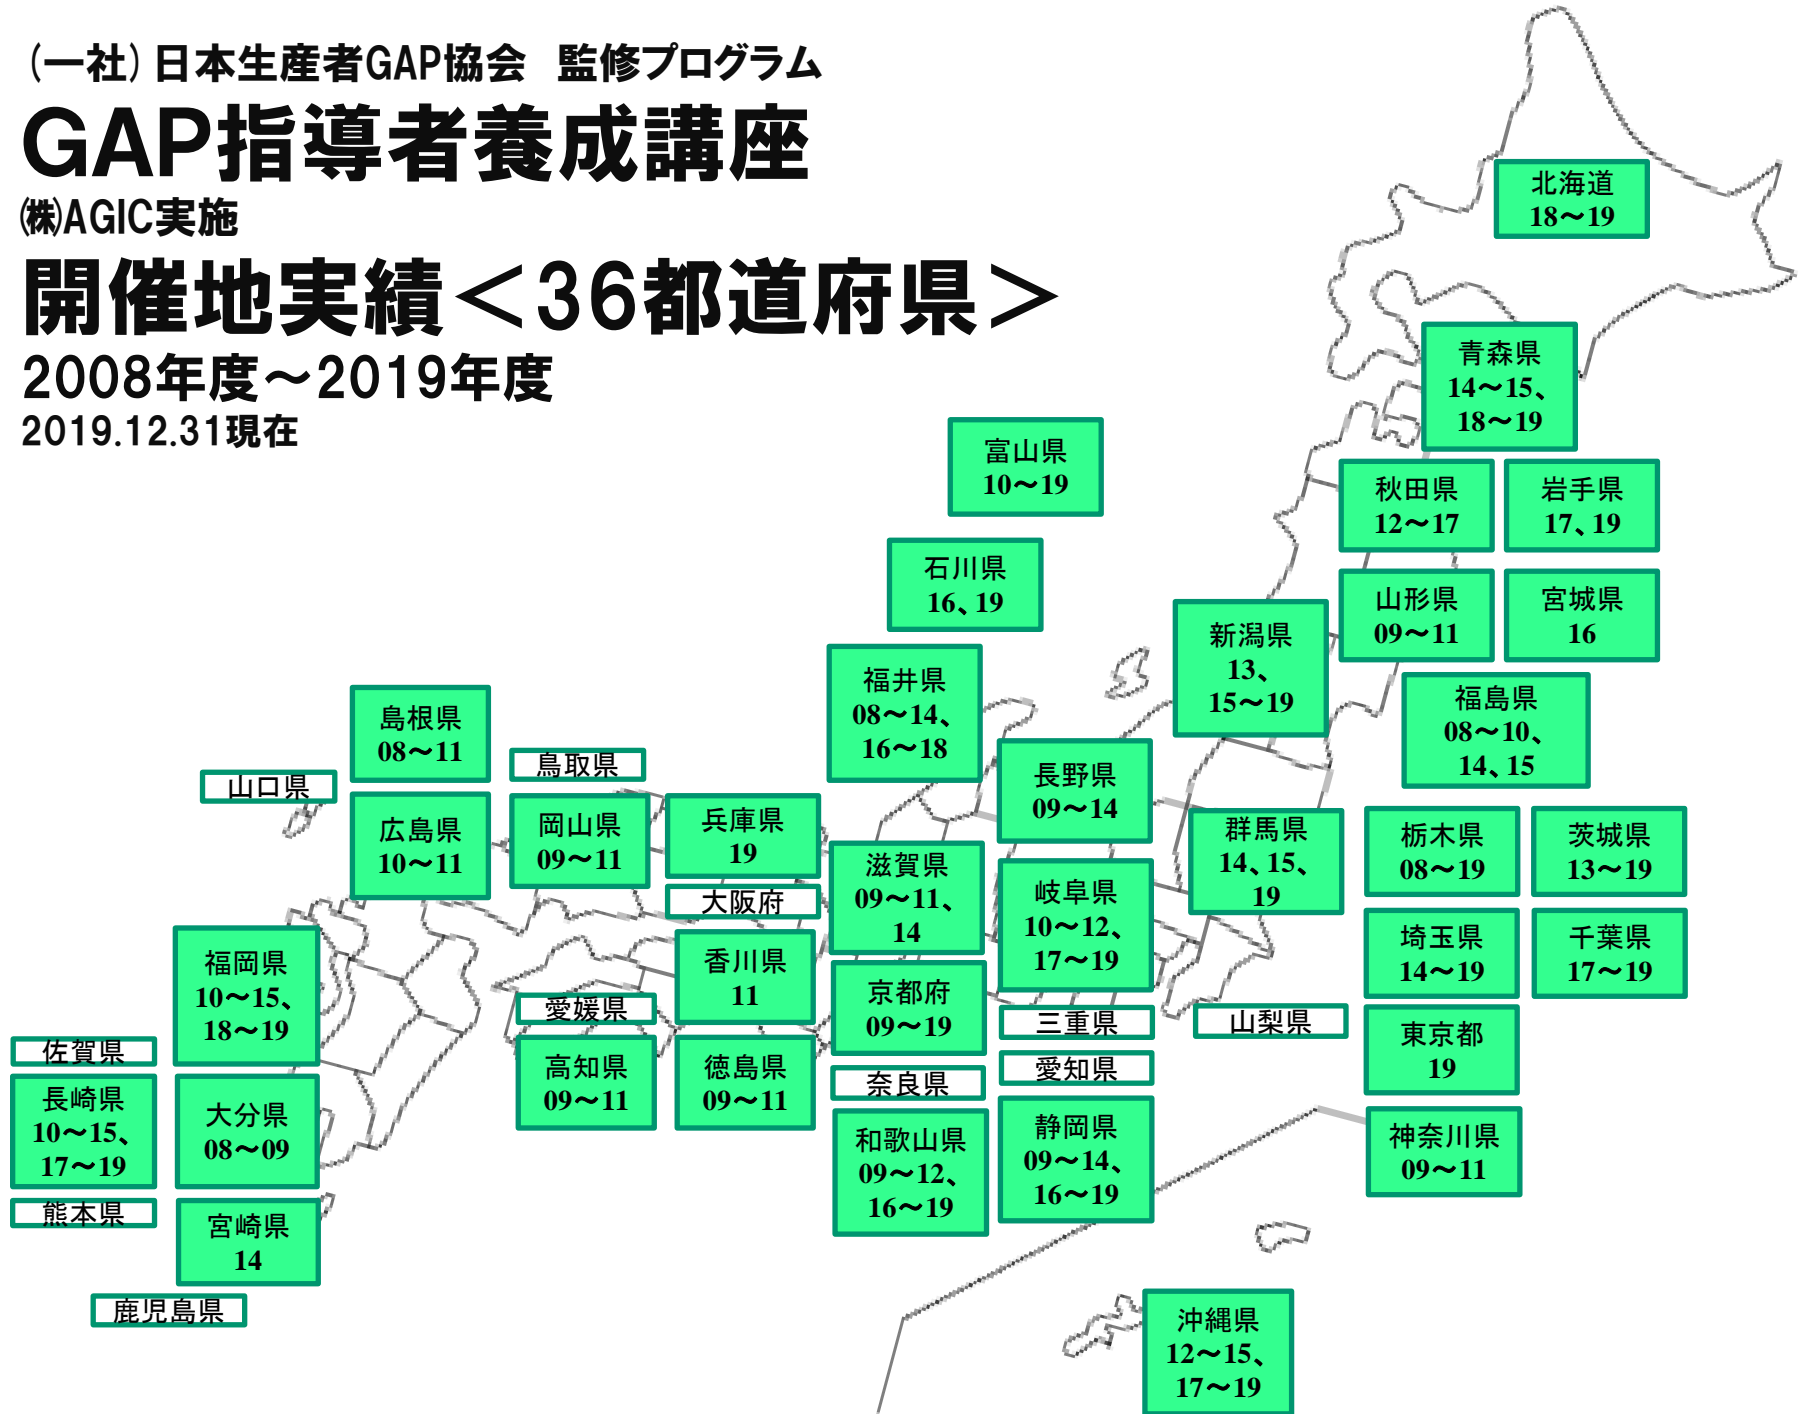 (一社)日本生産者GAP協会　監修プログラム
GAP指導者養成講座
㈱AGIC実施
開催地実績＜36都道府県＞
2008年度～2019年度
2019.12.31現在
北海道
18～19
青森県
14～15、
18～19
富山県
10～19
秋田県
12～17
岩手県
17、19
石川県
16、19
山形県
09～11
宮城県
16
新潟県
13、
15～19
福井県
08～14、
16～18
福島県
08～10、
14、15
島根県
08～11
鳥取県
山口県
長野県
09～14
広島県
10～11
岡山県
09～11
兵庫県
19
群馬県
14、15、
19
栃木県
08～19
茨城県
13～19
滋賀県
09～11、
14
岐阜県
10～12、
17～19
大阪府
埼玉県
14～19
千葉県
17～19
福岡県
10～15、
18～19
香川県
11
京都府
09～19
愛媛県
三重県
山梨県
東京都
19
佐賀県
高知県
09～11
徳島県
09～11
愛知県
奈良県
長崎県
10～15、
17～19
大分県
08～09
和歌山県
09～12、
16～19
静岡県
09～14、
16～19
神奈川県
09～11
熊本県
宮崎県
14
鹿児島県
沖縄県
12～15、
17～19